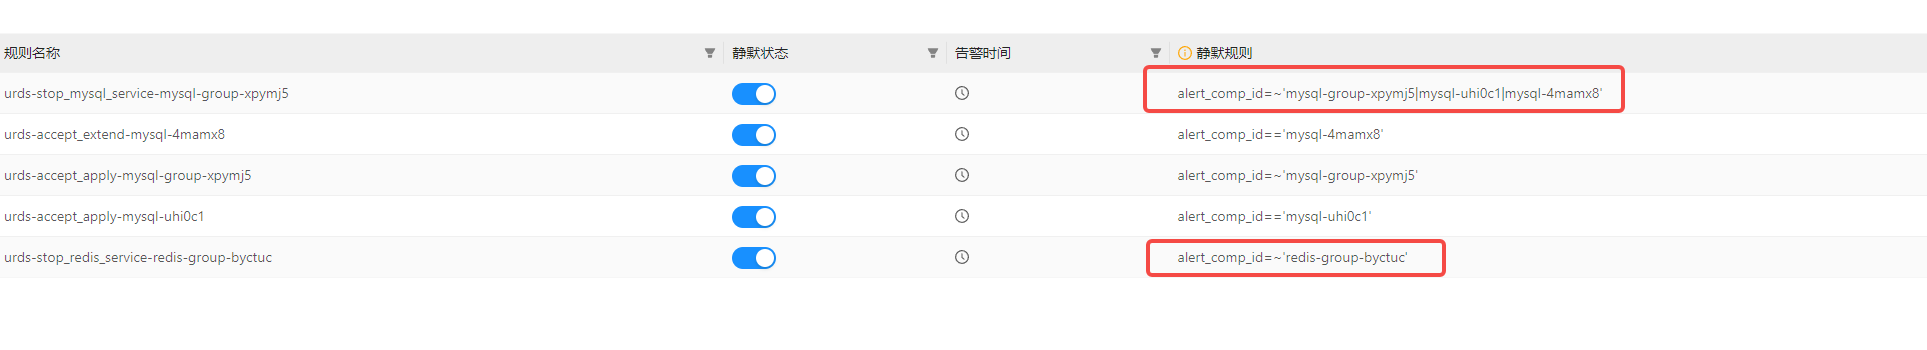 规则名称 静默状态 告警时间 静默规则
urds-stop_mysql_service-mysql-group-xpymj5 alert_comp_id=~'mysql-group-xpymj5|mysql-uhi0c1|mysql-4mamx8'
urds-accept_extend-mysql-4mamx8 alert_comp_id=='mysql-4mamx8'
urds-accept_apply-mysql-group-xpymj5 alert_comp_id=~'mysql-group-xpymj5'
urds-accept_apply-mysql-uhi0c1 alert_comp_id=='mysql-uhi0c1'
urds-stop_redis_service-redis-group-byctuc alert_comp_id=~'redis-group-byctuc'